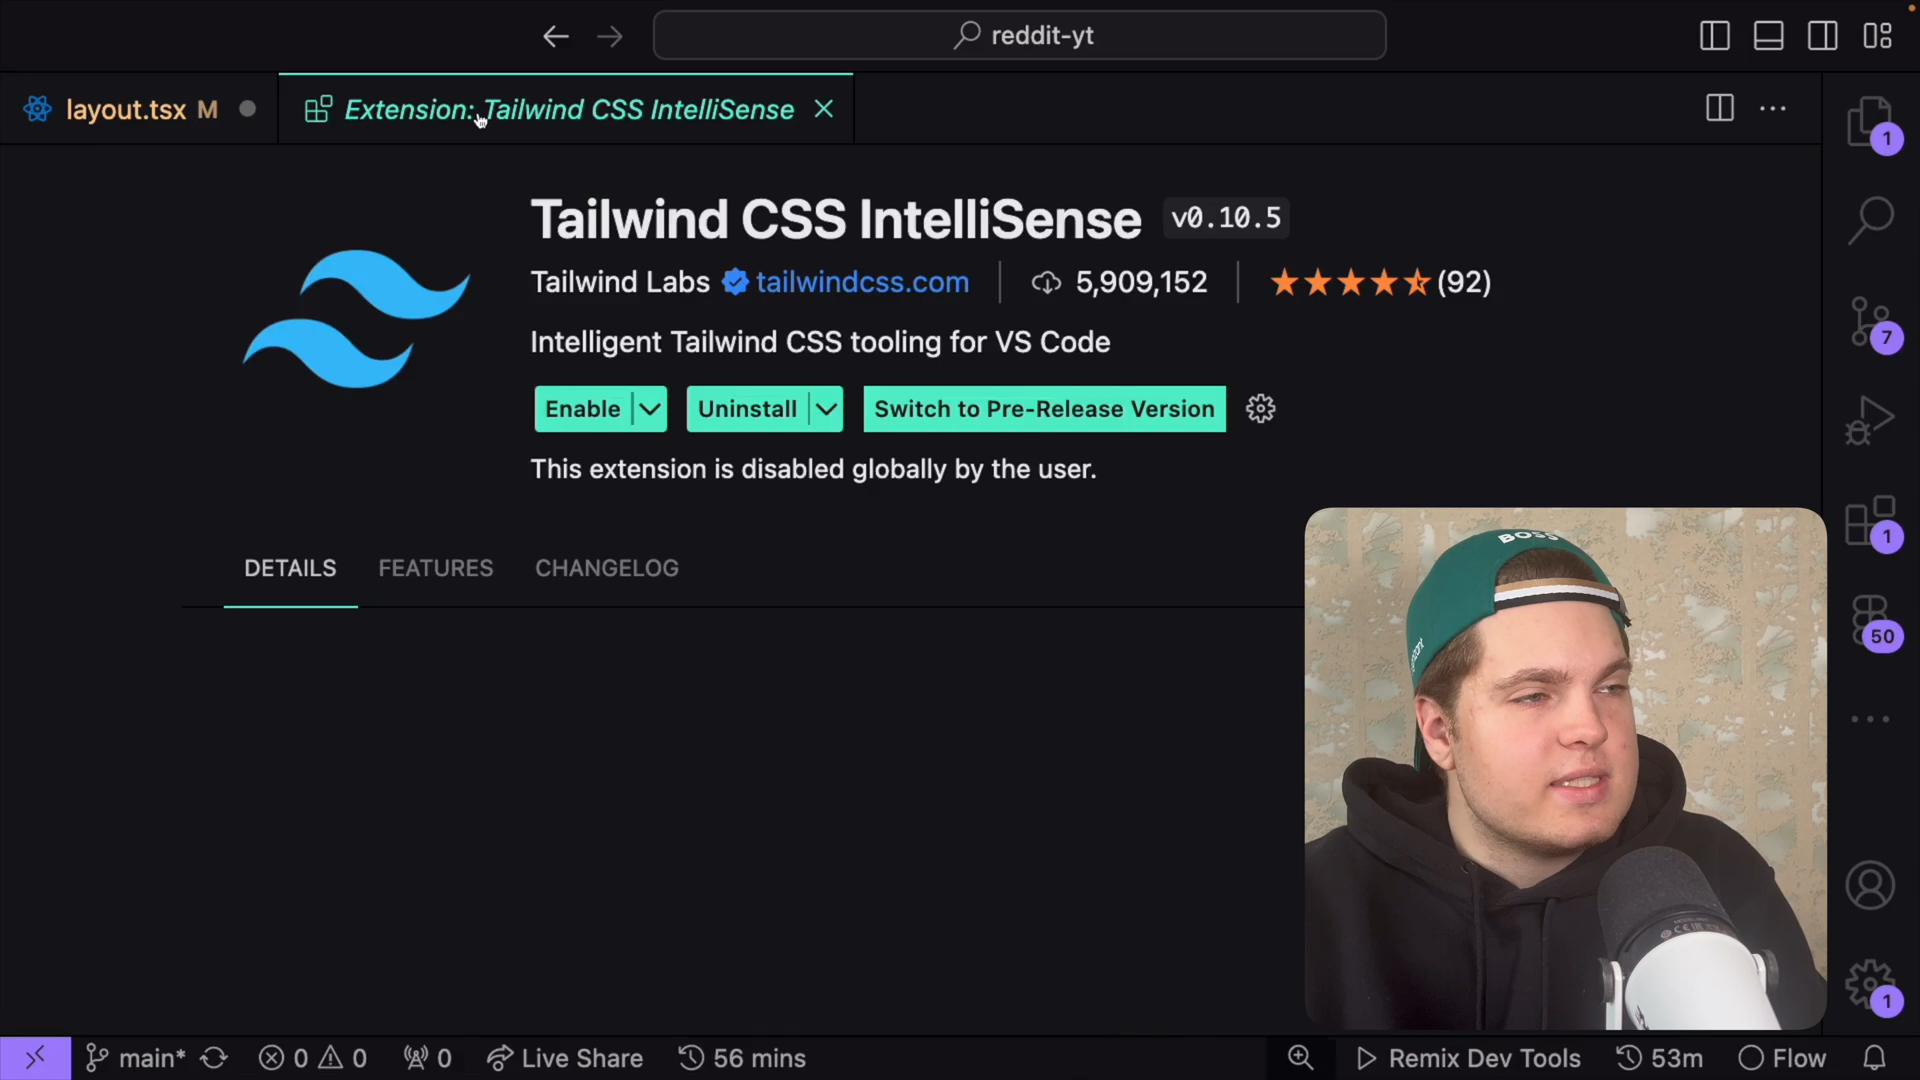 reddit-yt
layout.tsx M
Extension: Tailwind CSS IntelliSense
1
Tailwind CSS IntelliSense v0.10.5
Tailwind Labs tailwindcss.com 5,909,152 (92)
Intelligent Tailwind CSS tooling for VS Code
7
Enable Uninstall Switch to Pre-Release Version
This extension is disabled globally by the user.
1
DETAILS FEATURES CHANGELOG
BOSS
50
1
main* 0 0 0 Live Share 56 mins Remix Dev Tools 53m Flow